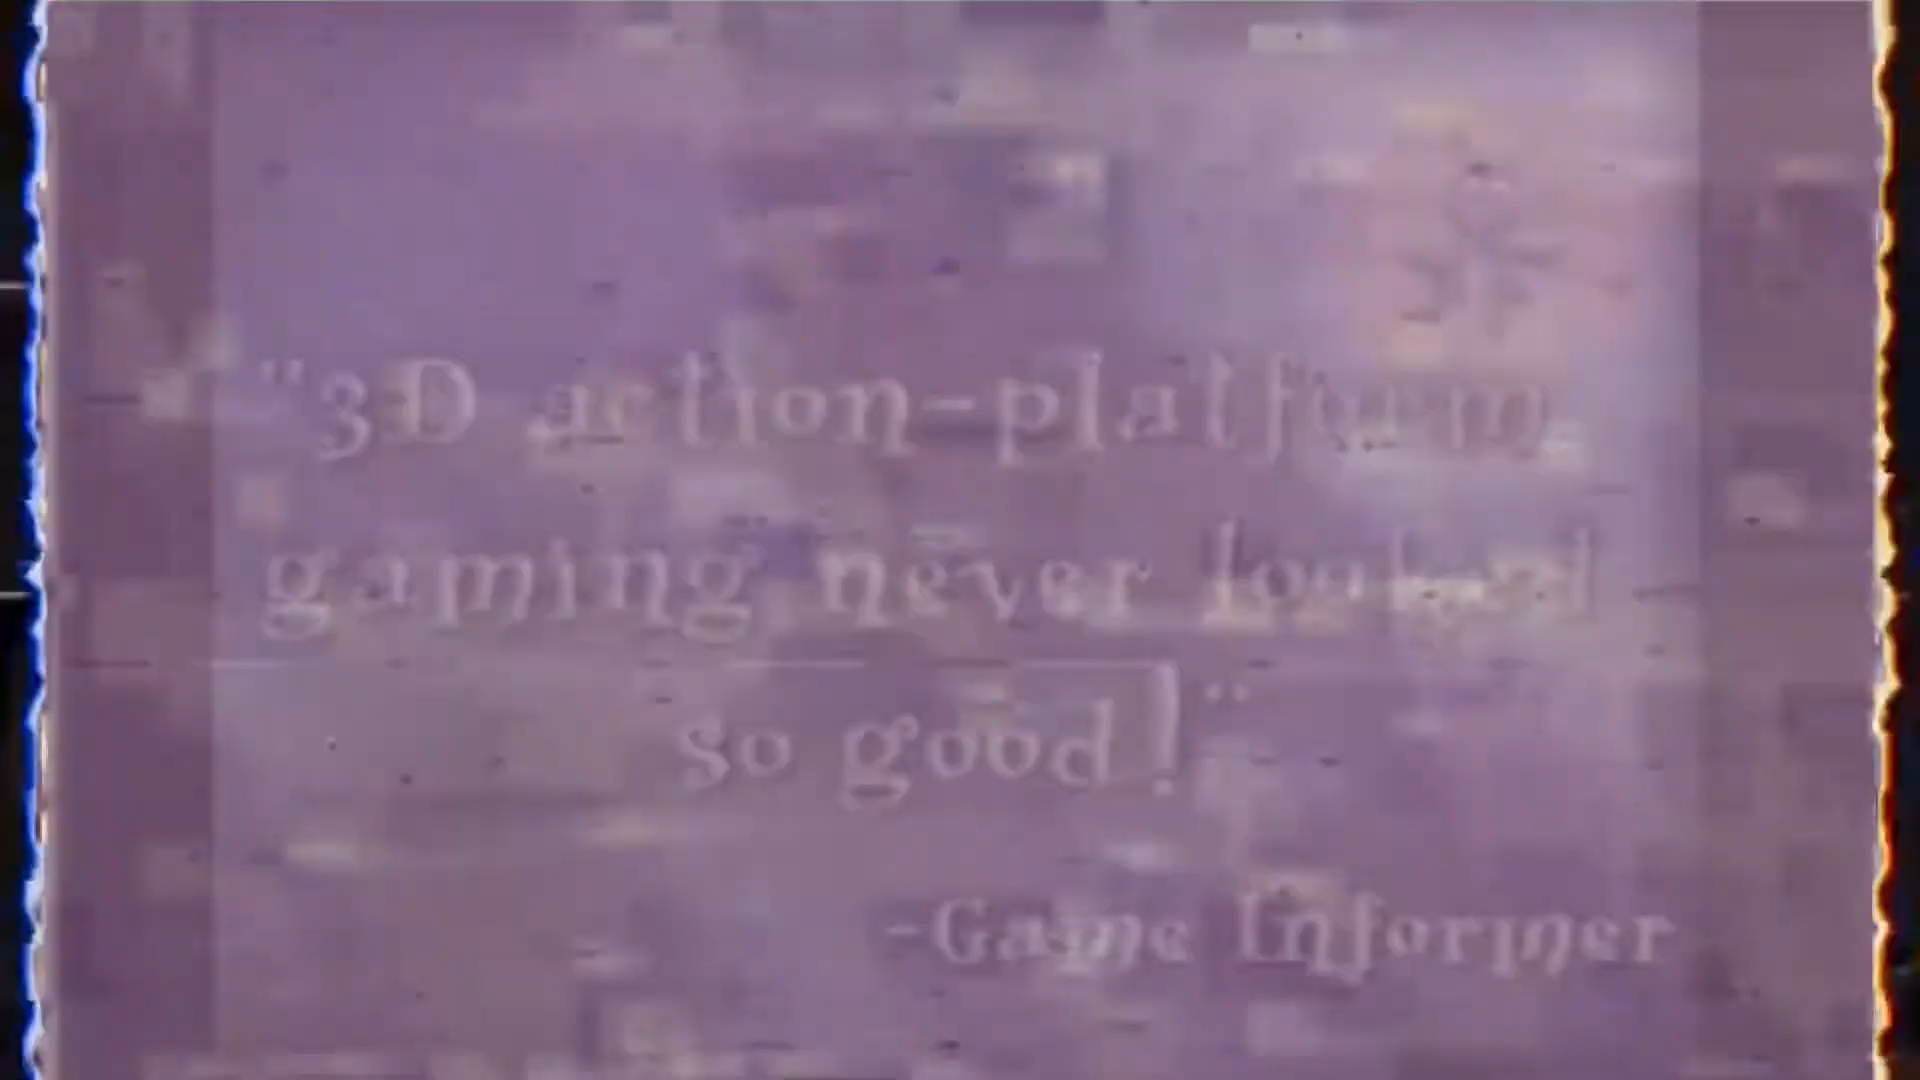 "3D action-platform
gaming never looked
so good!"
-Game Informer